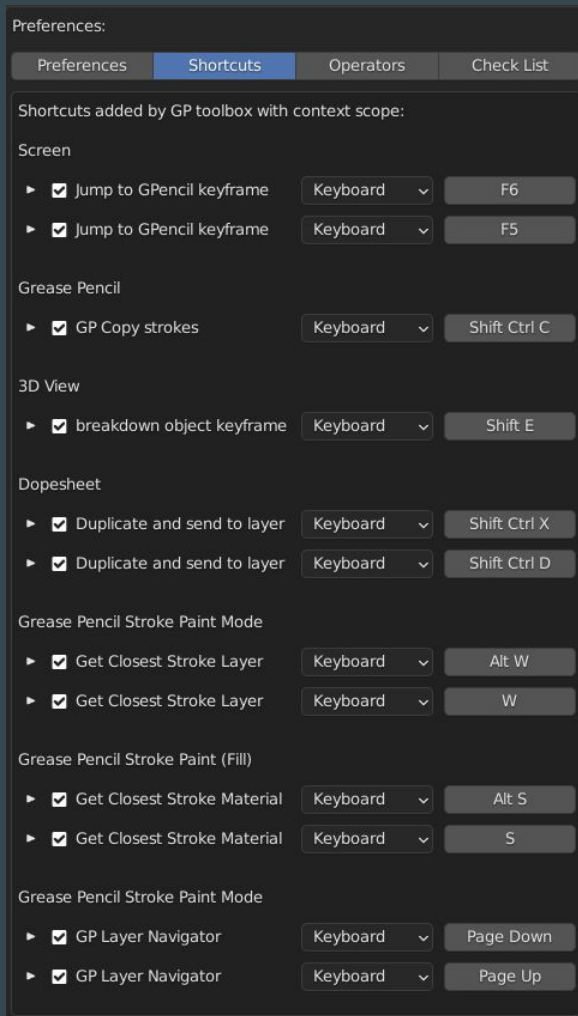 Preferences:
Preferences Shortcuts Operators Check List
Shortcuts added by GP toolbox with context scope:
Screen
Jump to GPencil keyframe Keyboard F6
Jump to GPencil keyframe Keyboard F5
Grease Pencil
GP Copy strokes Keyboard Shift Ctrl C
3D View
breakdown object keyframe Keyboard Shift E
Dopesheet
Duplicate and send to layer Keyboard Shift Ctrl X
Duplicate and send to layer Keyboard Shift Ctrl D
Grease Pencil Stroke Paint Mode
Get Closest Stroke Layer Keyboard Alt W
Get Closest Stroke Layer Keyboard W
Grease Pencil Stroke Paint (Fill)
Get Closest Stroke Material Keyboard Alt S
Get Closest Stroke Material Keyboard S
Grease Pencil Stroke Paint Mode
GP Layer Navigator Keyboard Page Down
GP Layer Navigator Keyboard Page Up